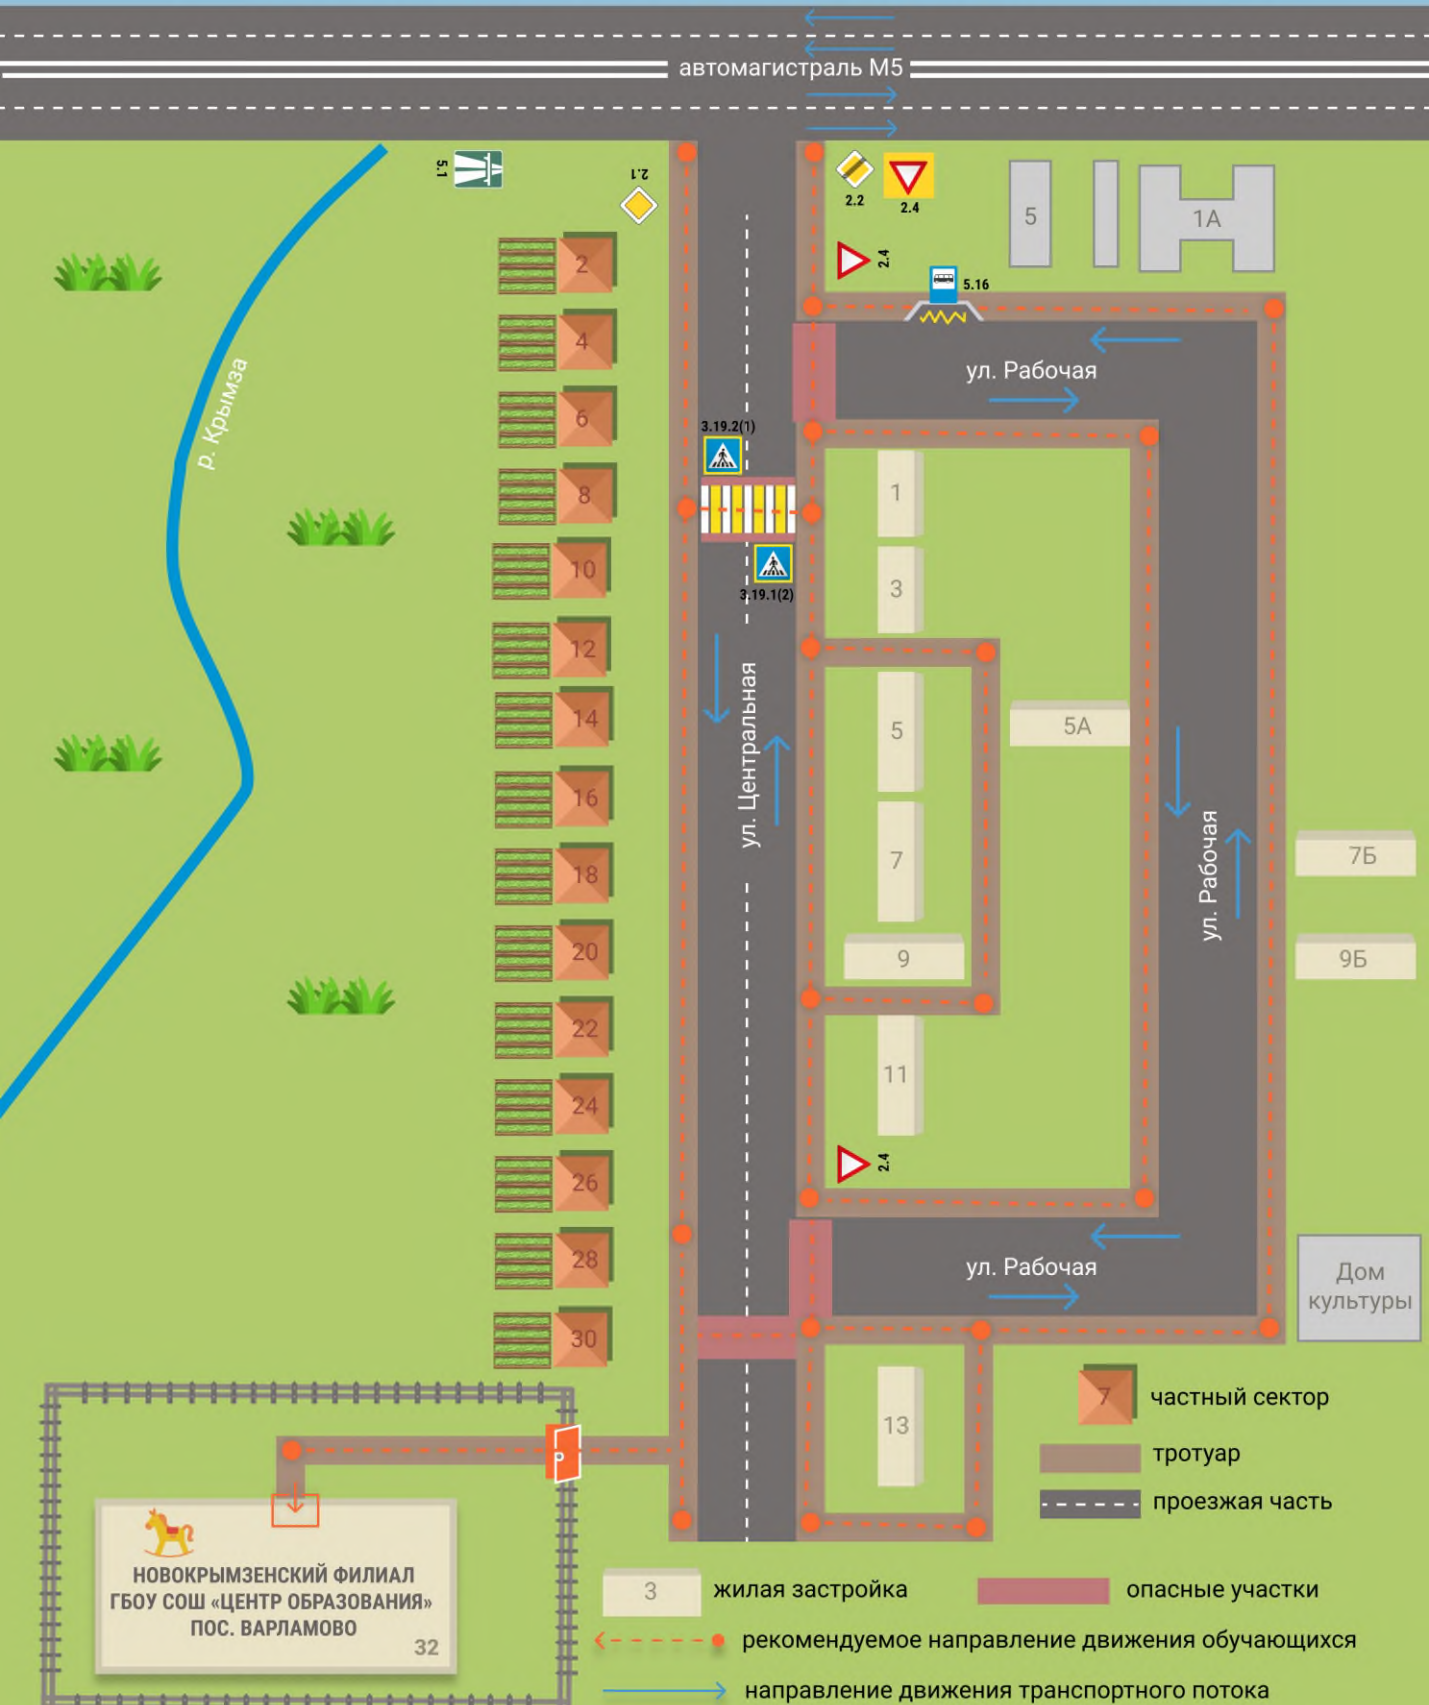 автомагистраль М5
5.1
2.1
2.2
2.4
2.4
5
1А
5.16
2
4
6
8
10
12
14
16
18
20
22
24
26
28
30
р. Крымза
ул. Рабочая
3.19.2(1)
3.19.1(2)
1
3
5
5А
7
9
11
ул. Центральная
ул. Рабочая
7Б
9Б
2.4
ул. Рабочая
Дом
культуры
13
7
частный сектор
тротуар
проезжая часть
НОВОКРЫМЗЕНСКИЙ ФИЛИАЛ
ГБОУ СОШ «ЦЕНТР ОБРАЗОВАНИЯ»
ПОС. ВАРЛАМОВО
32
3
жилая застройка
опасные участки
рекомендуемое направление движения обучающихся
направление движения транспортного потока